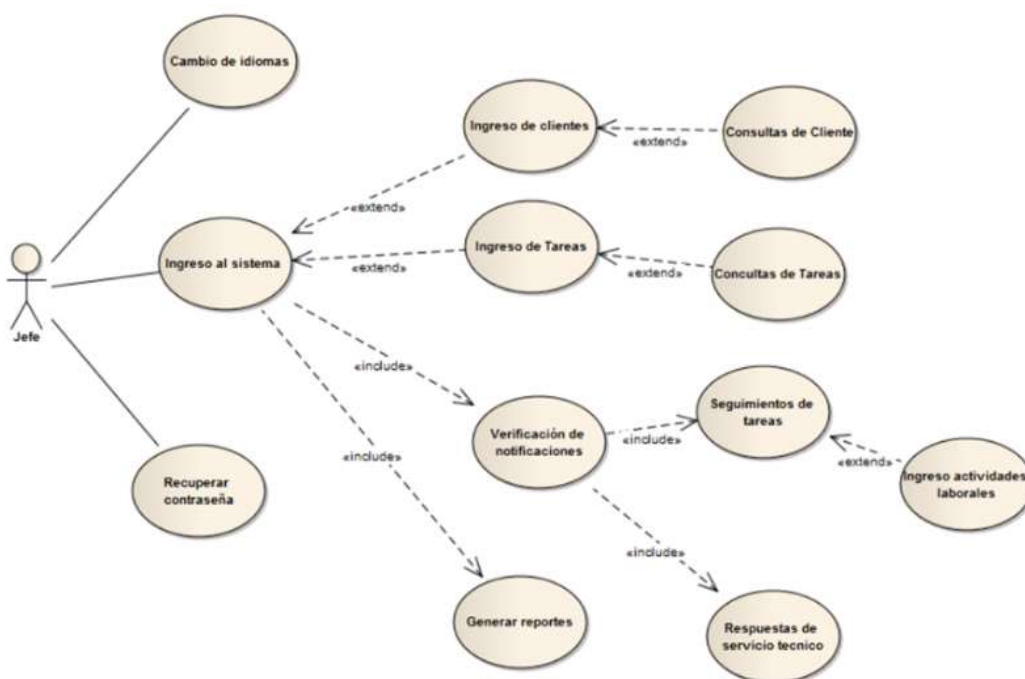 Cambio de idiomas
Ingreso de clientes
«extend»
Consultas de Cliente
«extend»
Ingreso al sistema
«extend»
Ingreso de Tareas
«extend»
Concultas de Tareas
Jefe
«include»
Verificación de
notificaciones
«include»
Seguimientos de
tareas
«extend»
Ingreso actividades
laborales
Recuperar
contraseña
«include»
«include»
Generar reportes
Respuestas de
servicio tecnico